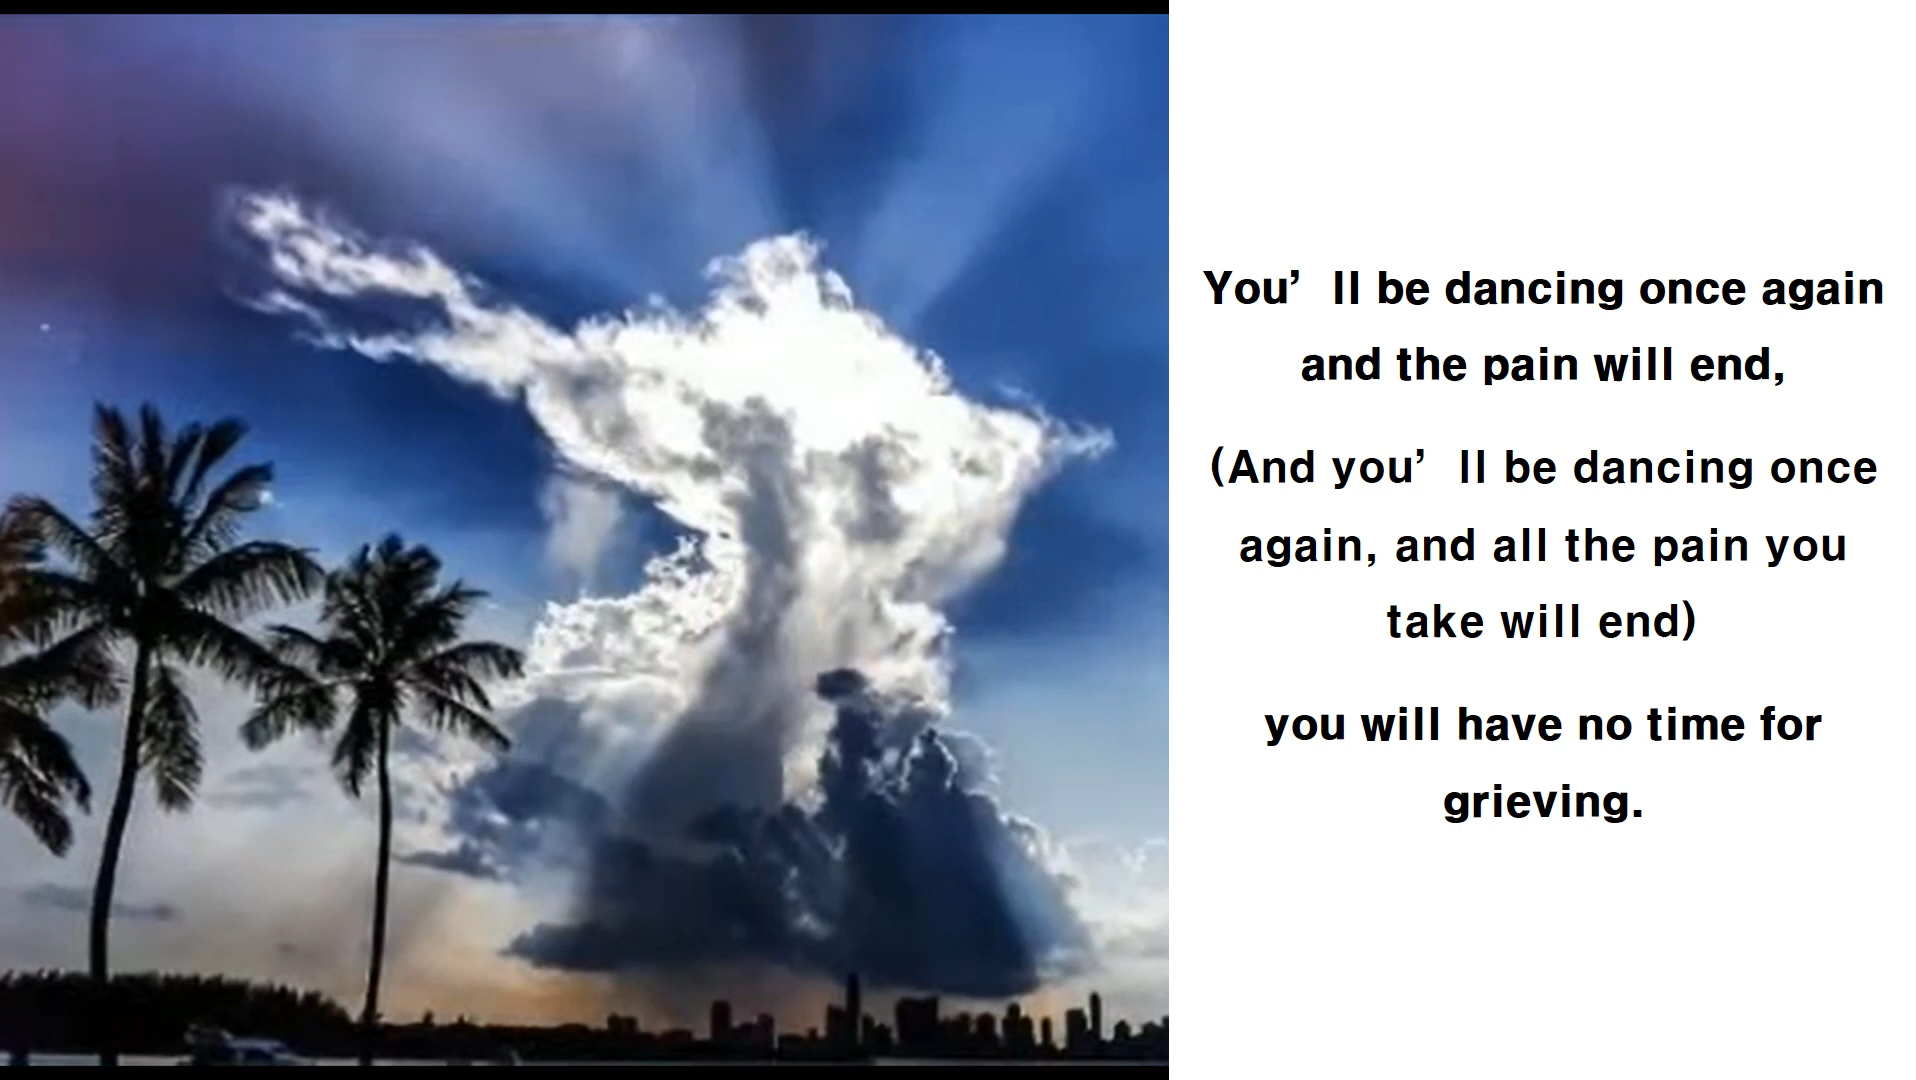 You’ ll be dancing once again
and the pain will end,
(And you’ ll be dancing once
again, and all the pain you
take will end)
you will have no time for
grieving.